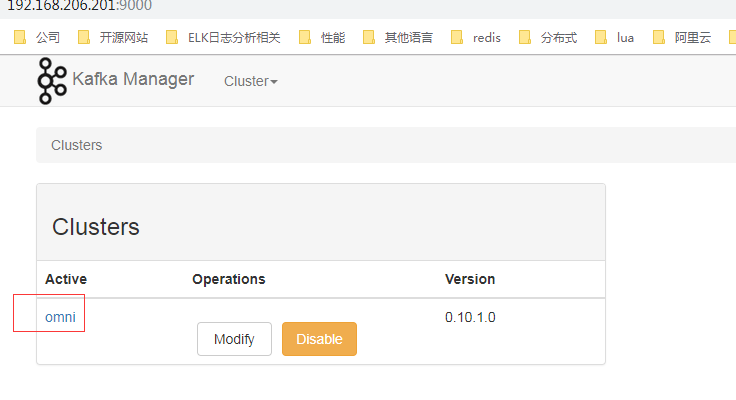 192.168.206.201:9000
公司 开源网站 ELK日志分析相关 性能 其他语言 redis 分布式 lua 阿里云
Kafka Manager Cluster
Clusters
Clusters
Active Operations Version
omni 0.10.1.0
Modify Disable